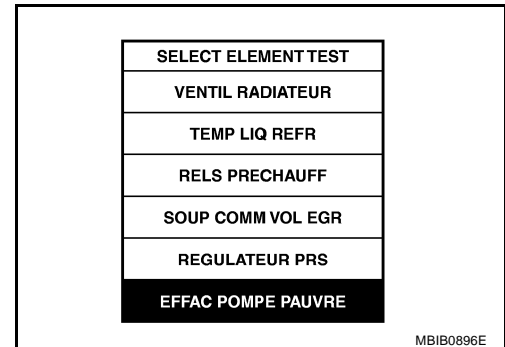 SELECT ELEMENT TEST
VENTIL RADIATEUR
TEMP LIQ REFR
RELS PRECHAUFF
SOUP COMM VOL EGR
REGULATEUR PRS
EFFAC POMPE PAUVRE
MBIB0896E